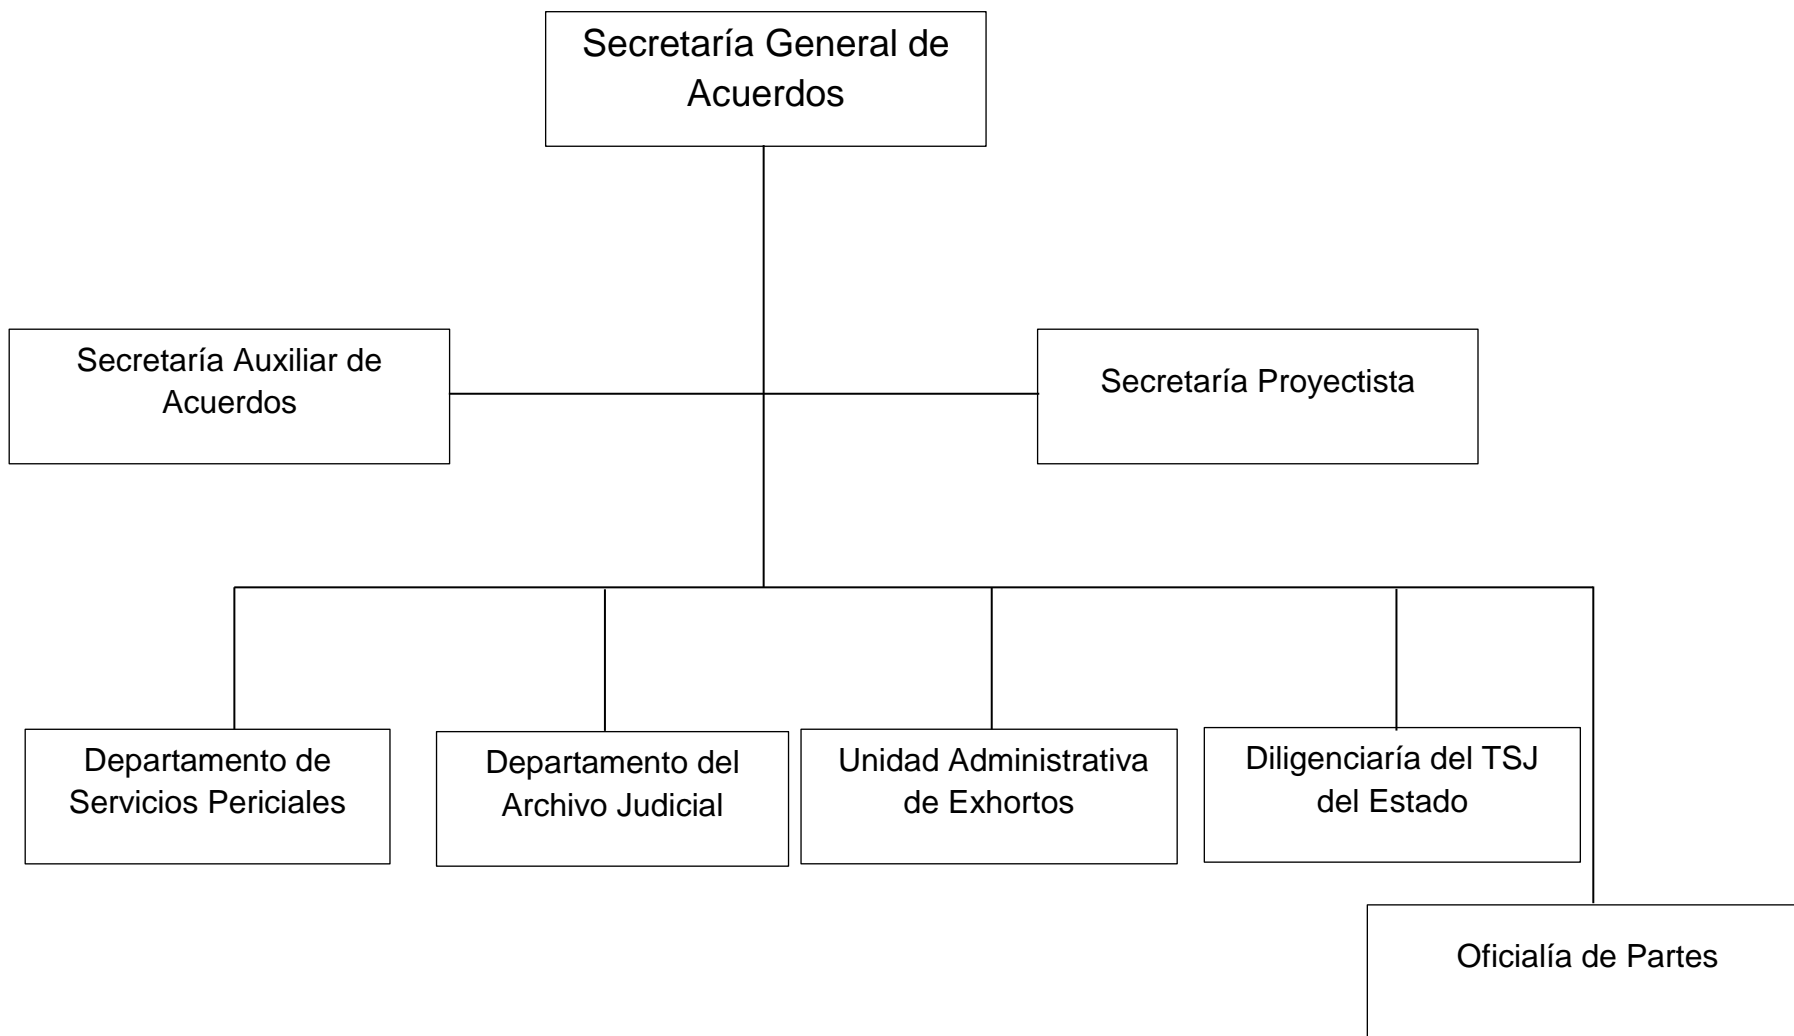 Secretaría General de
Acuerdos
Secretaría Auxiliar de
Acuerdos
Secretaría Proyectista
Departamento de
Servicios Periciales
Departamento del
Archivo Judicial
Unidad Administrativa
de Exhortos
Diligenciaría del TSJ
del Estado
Oficialía de Partes